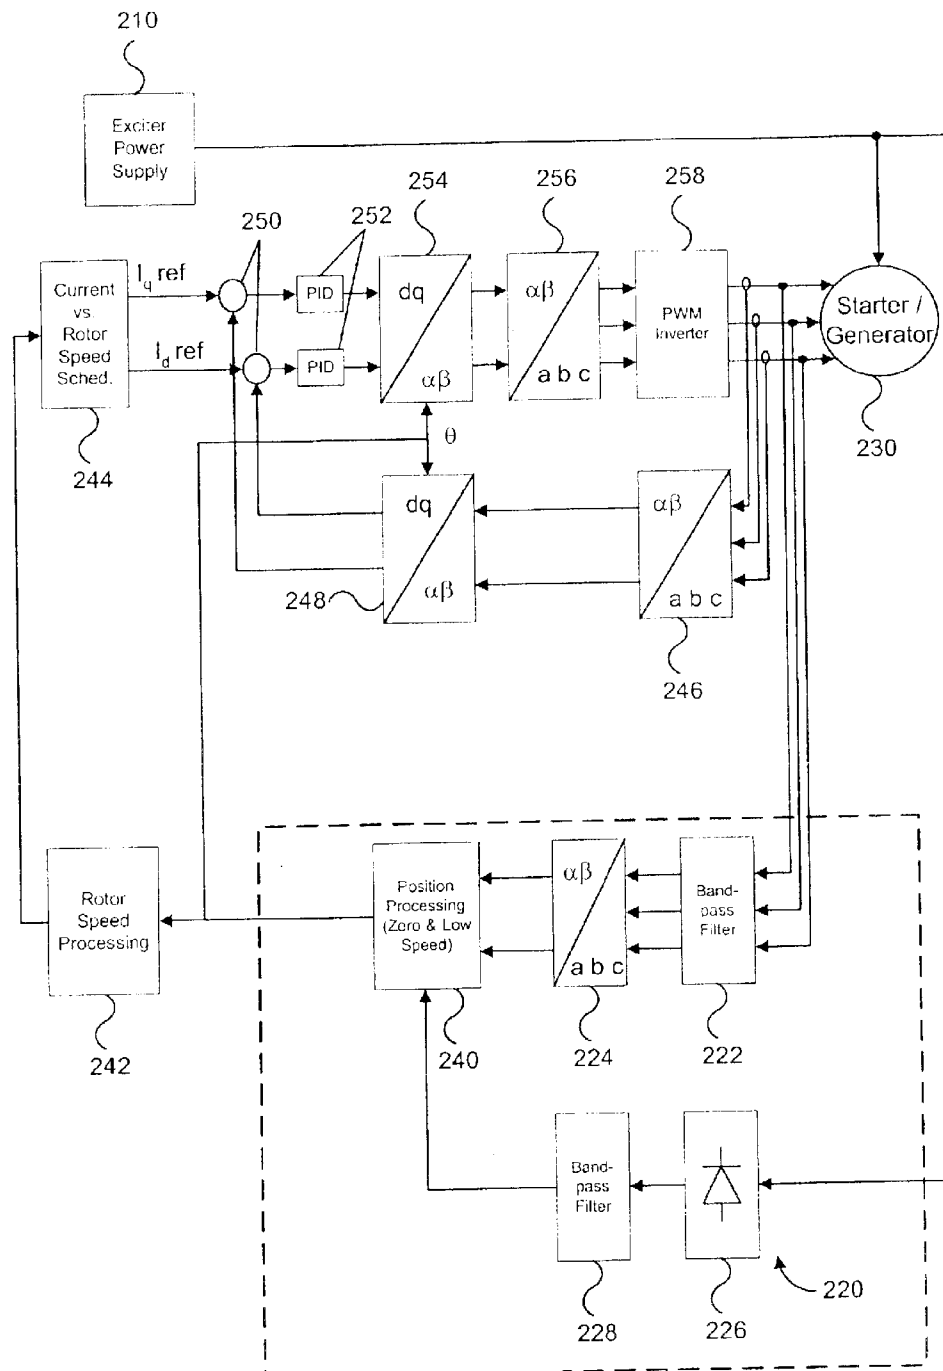 210
Exciter
Power
Supply
254
256
258
250
252
Current
vs.
Rotor
Speed
Sched.
Iq ref
Id ref
PID
PID
dq
αβ
αβ
a b c
PWM
Inverter
Starter /
Generator
230
244
θ
dq
αβ
248
αβ
a b c
246
Rotor
Speed
Processing
242
Position
Processing
(Zero & Low
Speed)
240
αβ
a b c
224
Band-
pass
Filter
222
Band-
pass
Filter
228
226
220